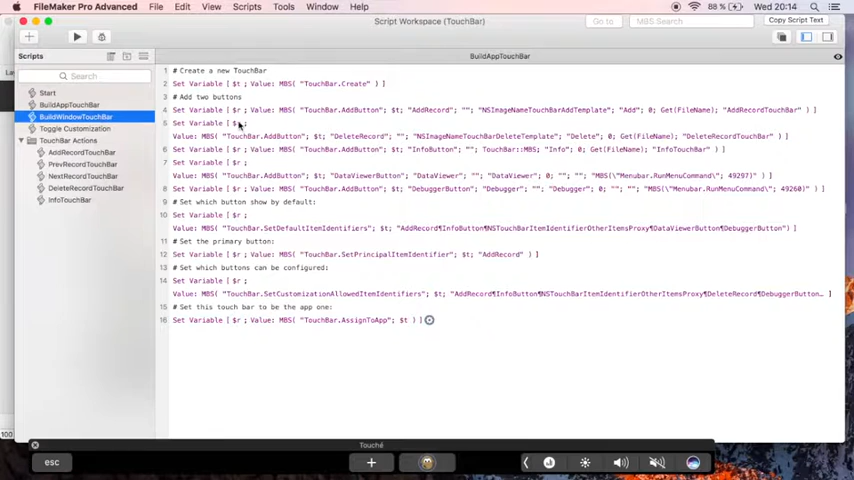 FileMaker Pro Advanced File Edit View Scripts Tools Window Help 88 % Wed 20:14
Script Workspace (TouchBar) Go to MBS Search Copy Script Text
Scripts BuildAppTouchBar
Search
Start
BuildAppTouchBar
BuildWindowTouchBar
Toggle Customization
TouchBar Actions
AddRecordTouchBar
PrevRecordTouchBar
NextRecordTouchBar
DeleteRecordTouchBar
InfoTouchBar
1 # Create a new TouchBar
2 Set Variable [ $t ; Value: MBS( "TouchBar.Create" ) ]
3 # Add two buttons
4 Set Variable [ $r ; Value: MBS( "TouchBar.AddButton"; $t; "AddRecord"; ""; "NSImageNameTouchBarAddTemplate"; "Add"; 0; Get(FileName); "AddRecordTouchBar" ) ]
5 Set Variable [ $r ;
Value: MBS( "TouchBar.AddButton"; $t; "DeleteRecord"; ""; "NSImageNameTouchBarDeleteTemplate"; "Delete"; 0; Get(FileName); "DeleteRecordTouchBar" ) ]
6 Set Variable [ $r ; Value: MBS( "TouchBar.AddButton"; $t; "InfoButton"; ""; TouchBar::MBS; "Info"; 0; Get(FileName); "InfoTouchBar" ) ]
7 Set Variable [ $r ;
Value: MBS( "TouchBar.AddButton"; $t; "DataViewerButton"; "DataViewer"; ""; "DataViewer"; 0; ""; ""; "MBS(\"Menubar.RunMenuCommand\"; 49297)" ) ]
8 Set Variable [ $r ; Value: MBS( "TouchBar.AddButton"; $t; "DebuggerButton"; "Debugger"; ""; "Debugger"; 0; ""; ""; "MBS(\"Menubar.RunMenuCommand\"; 49260)" ) ]
9 # Set which button show by default:
10 Set Variable [ $r ;
Value: MBS( "TouchBar.SetDefaultItemIdentifiers"; $t; "AddRecord¶InfoButton¶NSTouchBarItemIdentifierOtherItemsProxy¶DataViewerButton¶DebuggerButton") ]
11 # Set the primary button:
12 Set Variable [ $r ; Value: MBS( "TouchBar.SetPrincipalItemIdentifier"; $t; "AddRecord" ) ]
13 # Set which buttons can be configured:
14 Set Variable [ $r ;
Value: MBS( "TouchBar.SetCustomizationAllowedItemIdentifiers"; $t; "AddRecord¶InfoButton¶NSTouchBarItemIdentifierOtherItemsProxy¶DeleteRecord¶DebuggerButton… ]
15 # Set this touch bar to be the app one:
16 Set Variable [ $r ; Value: MBS( "TouchBar.AssignToApp"; $t ) ]
100
Touché
esc